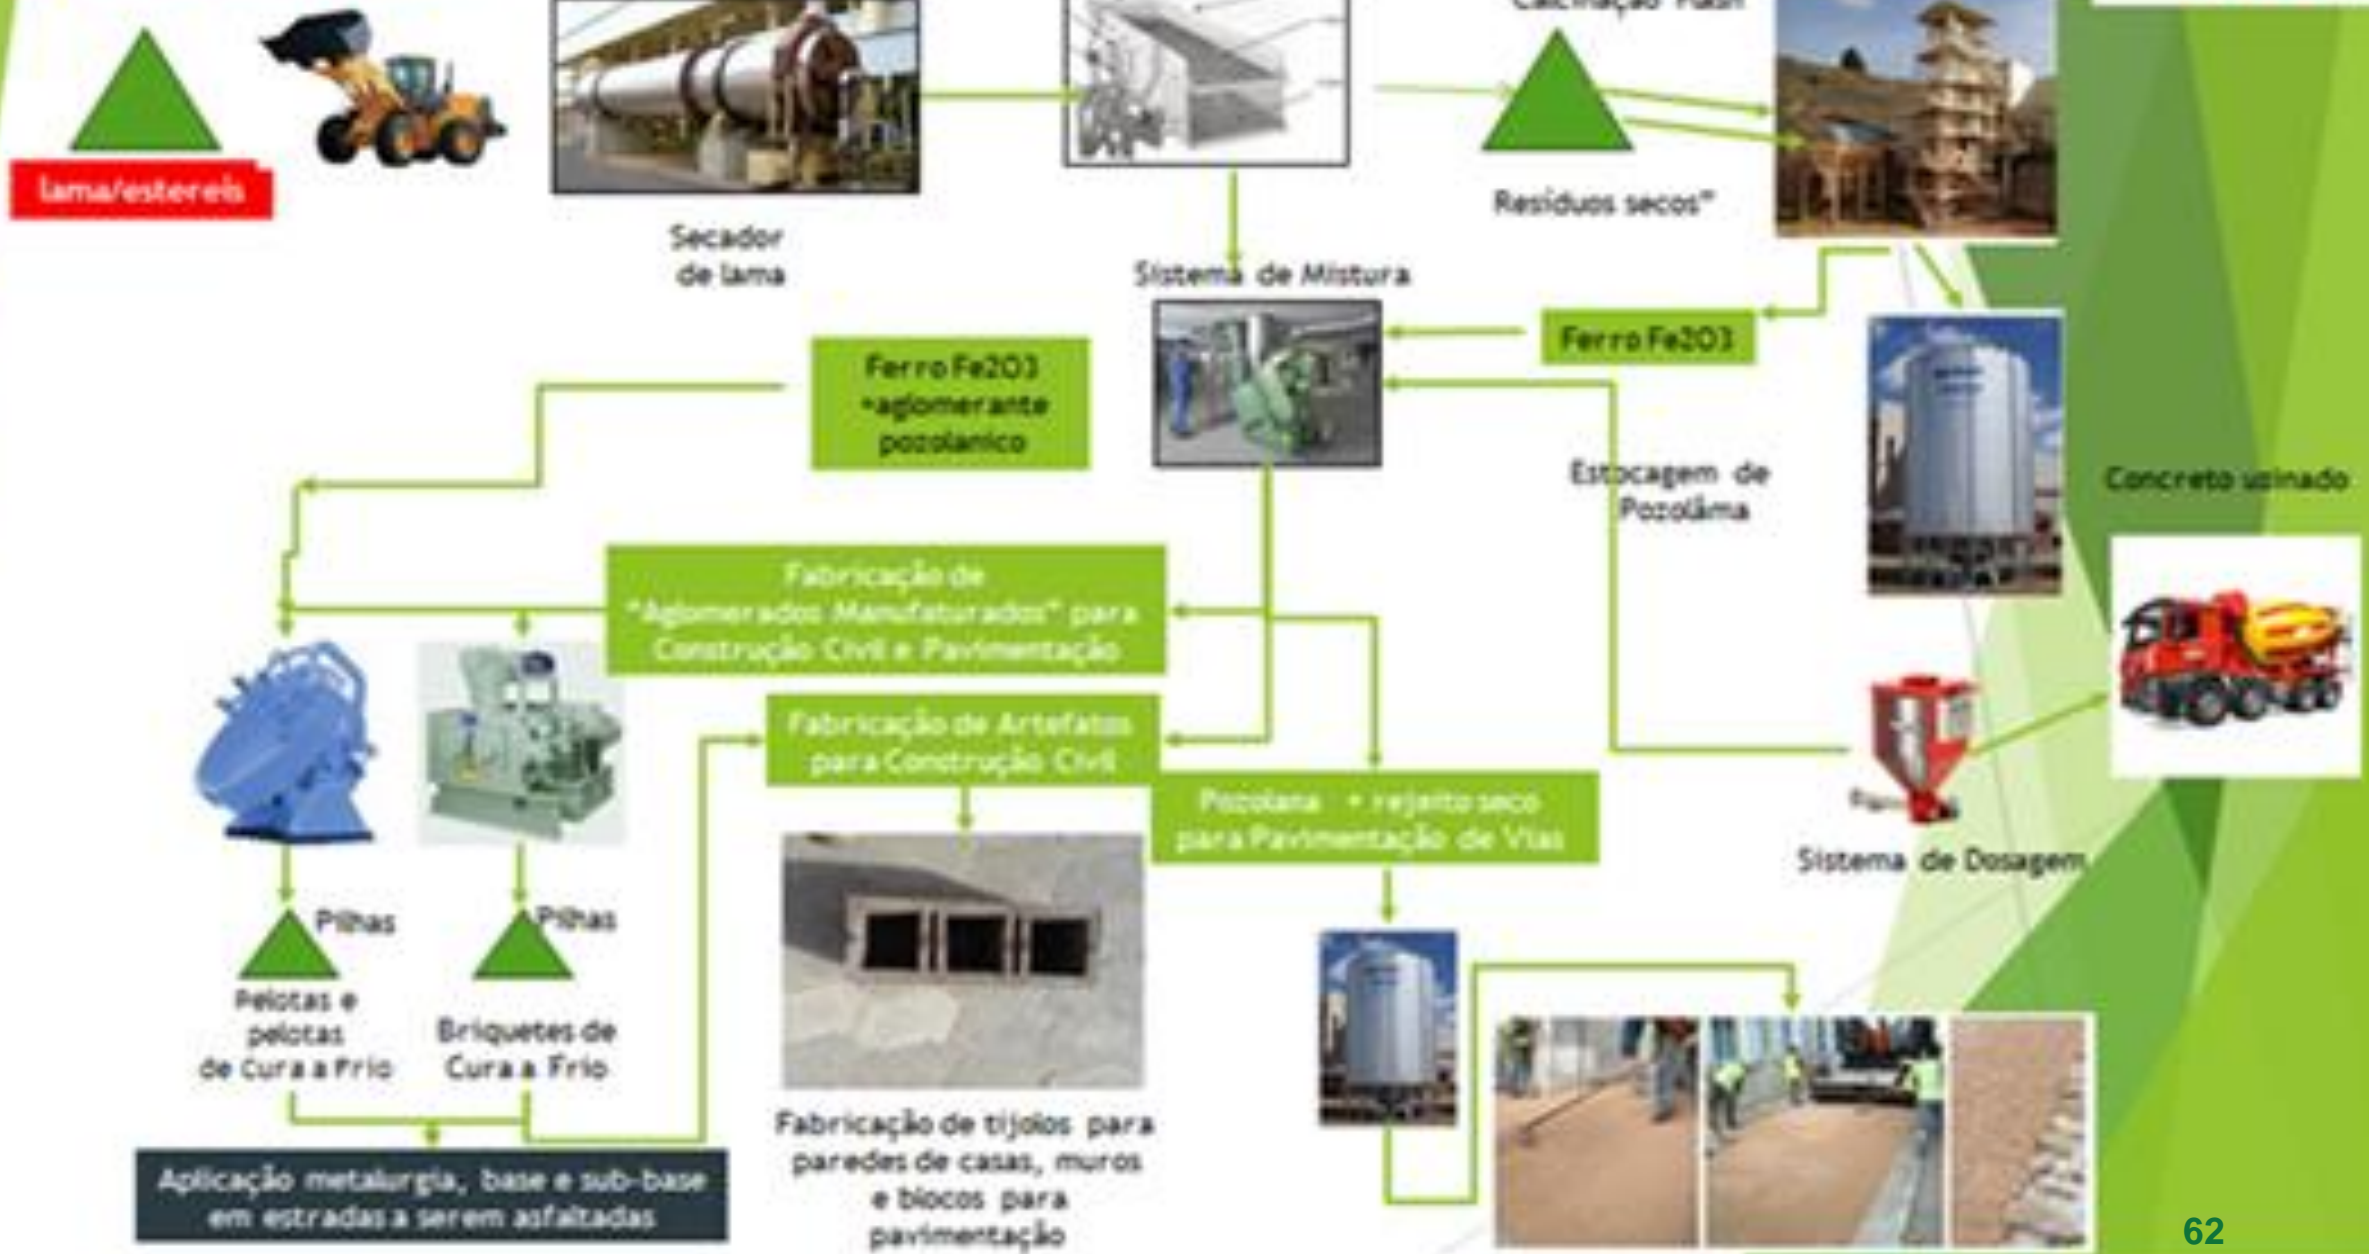 lama/estereis
Secador
de lama
Resíduos secos"
Sistema de Mistura
Ferro Fe2O3
Ferro Fe2O3
+aglomerante
pozolanico
Estocagem de
Pozolâma
Concreto usinado
Fabricação de
"Aglomerados Manufaturados" para
Construção Civil e Pavimentação
Fabricação de Artefatos
para Construção Civil
Pozolana + rejeito seco
para Pavimentação de Vias
Sistema de Dosagem
Pilhas
Pilhas
Pelotas e
pelotas
de Cura a Frio
Briquetes de
Cura a Frio
Fabricação de tijolos para
paredes de casas, muros
e blocos para
pavimentação
Aplicação metalurgia, base e sub-base
em estradas a serem asfaltadas
62